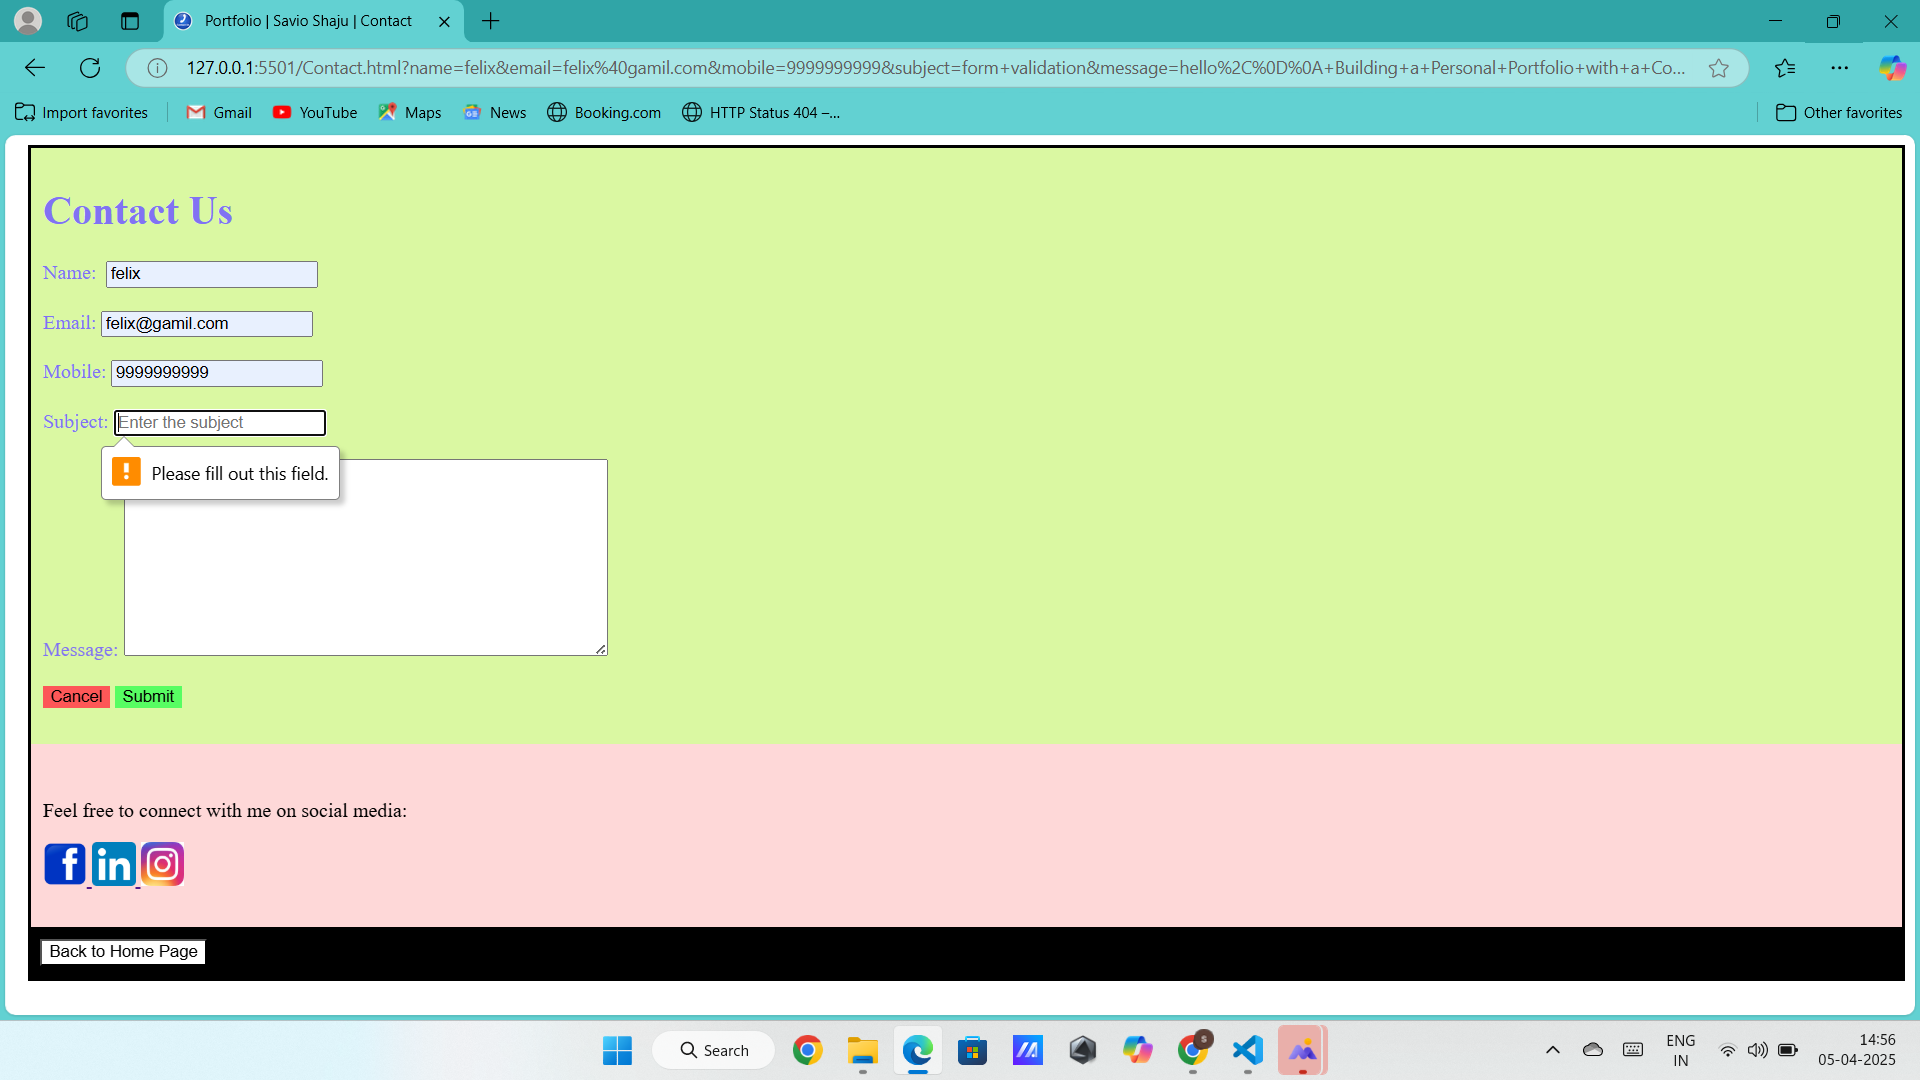 Portfolio | Savio Shaju | Contact
127.0.0.1:5501/Contact.html?name=felix&email=felix%40gamil.com&mobile=9999999999&subject=form+validation&message=hello%2C%0D%0A+Building+a+Personal+Portfolio+with+a+Co...
Import favorites
Gmail
YouTube
Maps
News
Booking.com
HTTP Status 404 –...
Other favorites
Contact Us
Name: felix
Email: felix@gamil.com
Mobile: 9999999999
Subject: Enter the subject
Please fill out this field.
Message:
Cancel Submit
Feel free to connect with me on social media:
Back to Home Page
Search
ENG
IN
14:56
05-04-2025